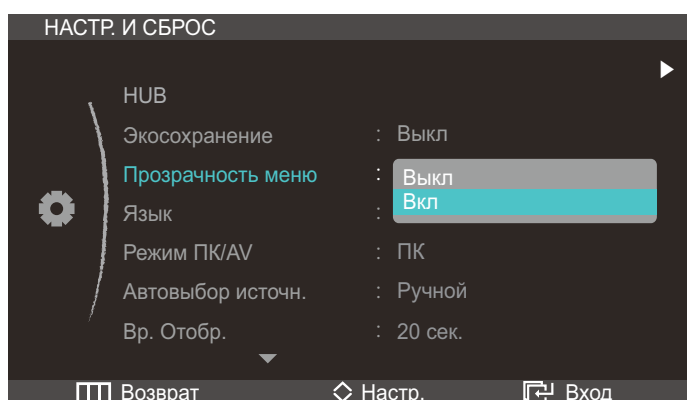 НАСТР. И СБРОС
HUB
Экосохранение : Выкл
Прозрачность меню : Выкл
Вкл
Язык :
Режим ПК/AV : ПК
Автовыбор источн. : Ручной
Вр. Отобр. : 20 сек.
Возврат Настр. Вход